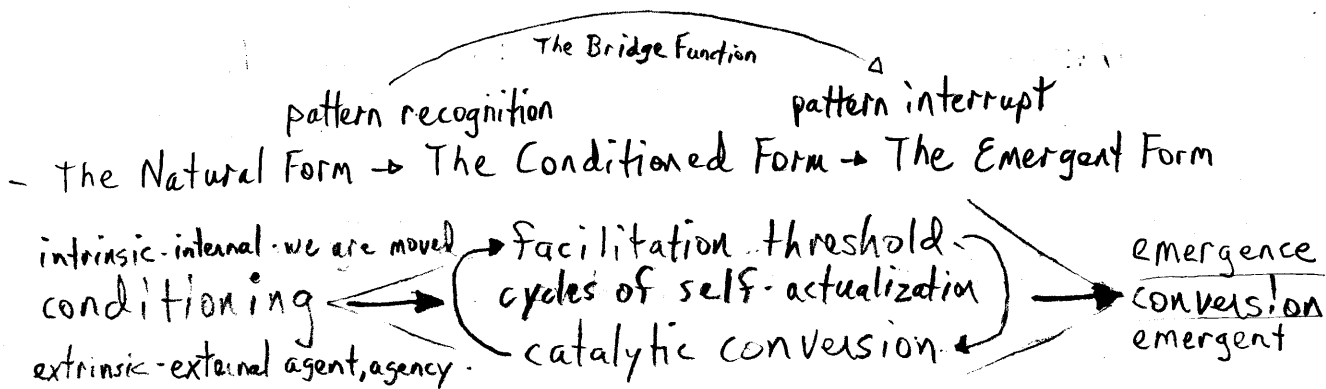 The Bridge Function
pattern recognition pattern interrupt
- The Natural Form → The Conditioned Form → The Emergent Form
intrinsic-internal-we are moved facilitation threshold emergence
conditioning cycles of self-actualization conversion
extrinsic-external agent, agency. catalytic conversion emergent